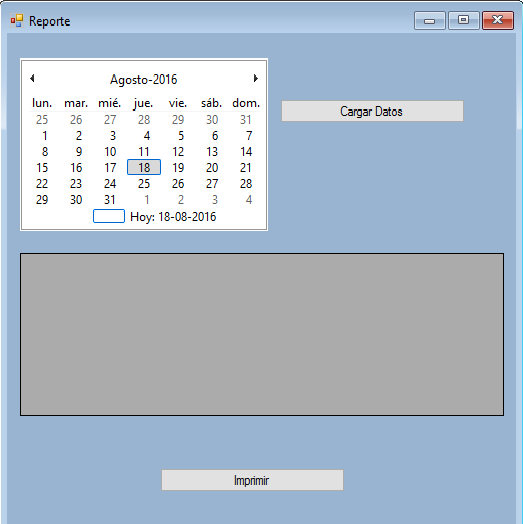 Reporte
Agosto-2016
lun. mar. mié. jue. vie. sáb. dom.
25 26 27 28 29 30 31
1 2 3 4 5 6 7
8 9 10 11 12 13 14
15 16 17 18 19 20 21
22 23 24 25 26 27 28
29 30 31 1 2 3 4
Hoy: 18-08-2016
Cargar Datos
Imprimir